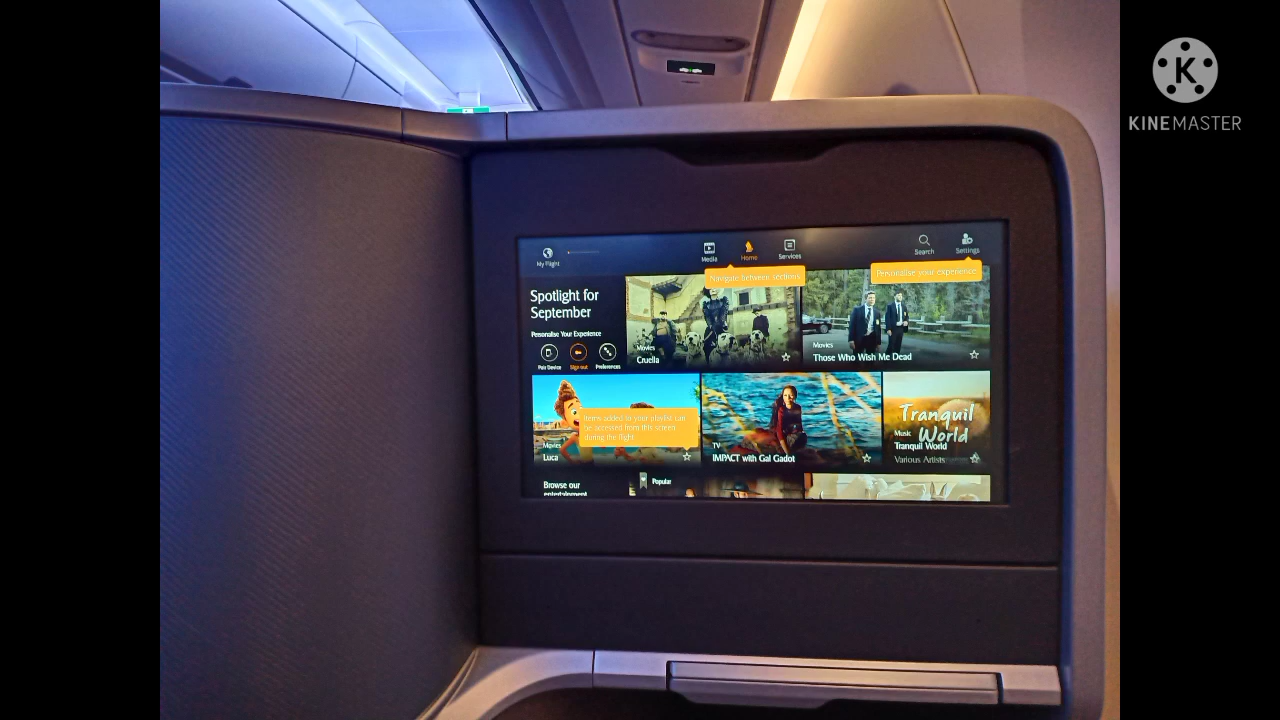 KINEMASTER
My Flight
Media
Home
Services
Search
Settings
Navigate between sections
Personalise your experience
Spotlight for
September
Personalise Your Experience
Pair Device
Sign out
Preferences
Movies
Cruella
Movies
Those Who Wish Me Dead
Items added to your playlist can
be accessed from this screen
during the flight
Movies
Luca
TV
IMPACT with Gal Gadot
Tranquil
World
Music
Tranquil World
Various Artists
Browse our
entertainment
Popular